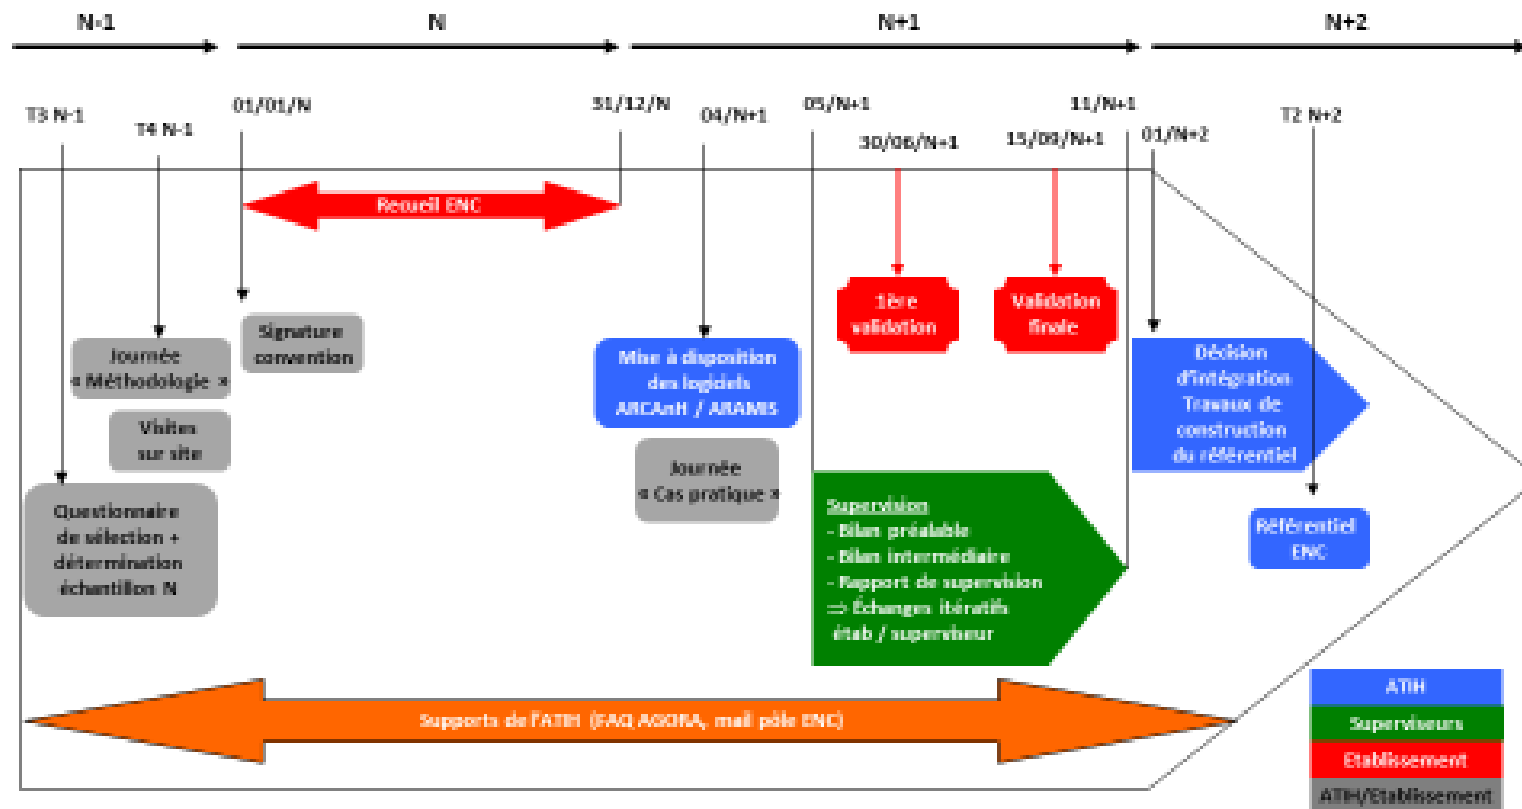 N-1
N
N+1
N+2
T3 N-1
T4 N-1
01/01/N
31/12/N
04/N+1
05/N+1
30/06/N+1
15/09/N+1
11/N+1
01/N+2
T2 N+2
Recueil ENC
Journée
« Méthodologie »
Visites
sur site
Questionnaire
de sélection +
détermination
échantillon N
Signature
convention
Mise à disposition
des logiciels
ARCAnH / ARAMIS
Journée
« Cas pratique »
1ère
validation
Validation
finale
Supervision
- Bilan préalable
- Bilan intermédiaire
- Rapport de supervision
⇒ Échanges itératifs
étab / superviseur
Décision
d'intégration
Travaux de
construction
du référentiel
Référentiel
ENC
Supports de l'ATIH (FAQ AGORA, mail pôle ENC)
ATIH
Superviseurs
Etablissement
ATIH/Etablissement